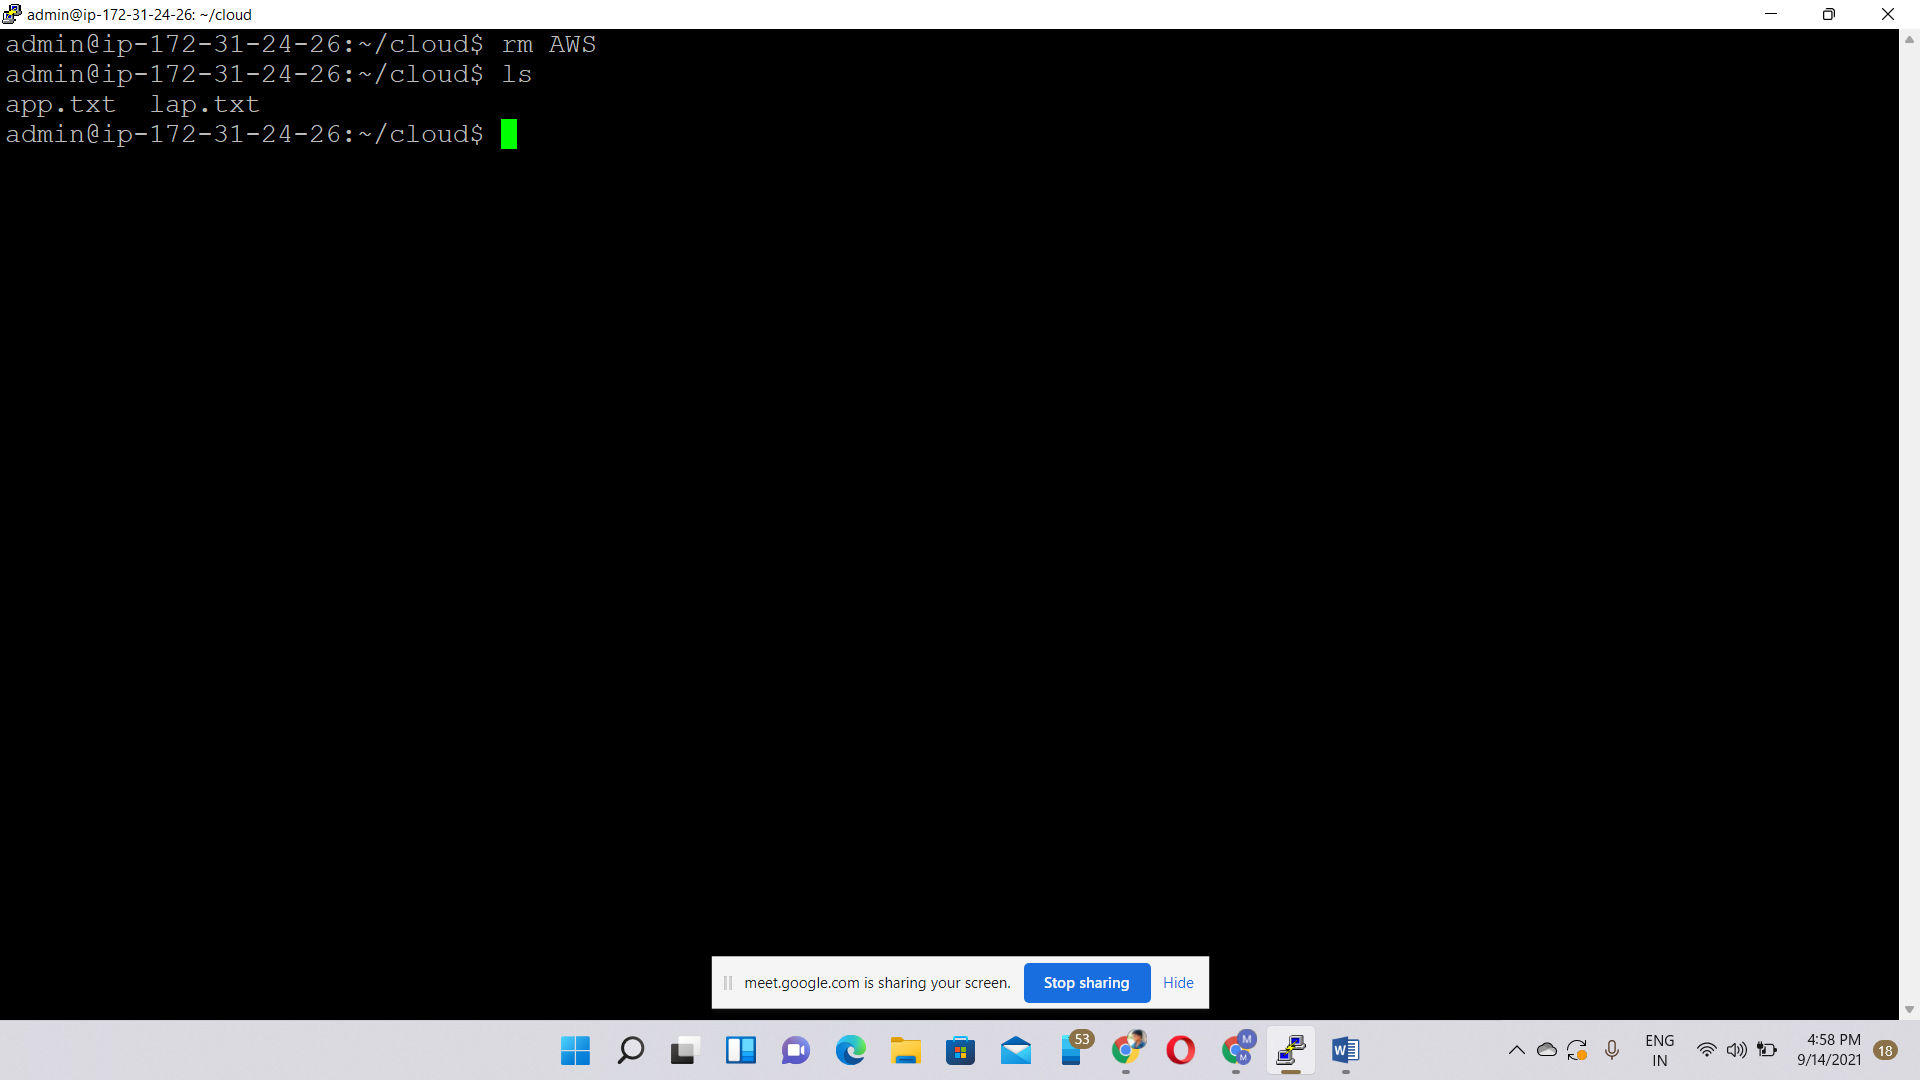 admin@ip-172-31-24-26: ~/cloud
admin@ip-172-31-24-26:~/cloud$ rm AWS
admin@ip-172-31-24-26:~/cloud$ ls
app.txt  lap.txt
admin@ip-172-31-24-26:~/cloud$
meet.google.com is sharing your screen. Stop sharing Hide
53
M
M
W
ENG
IN
4:58 PM
9/14/2021
18